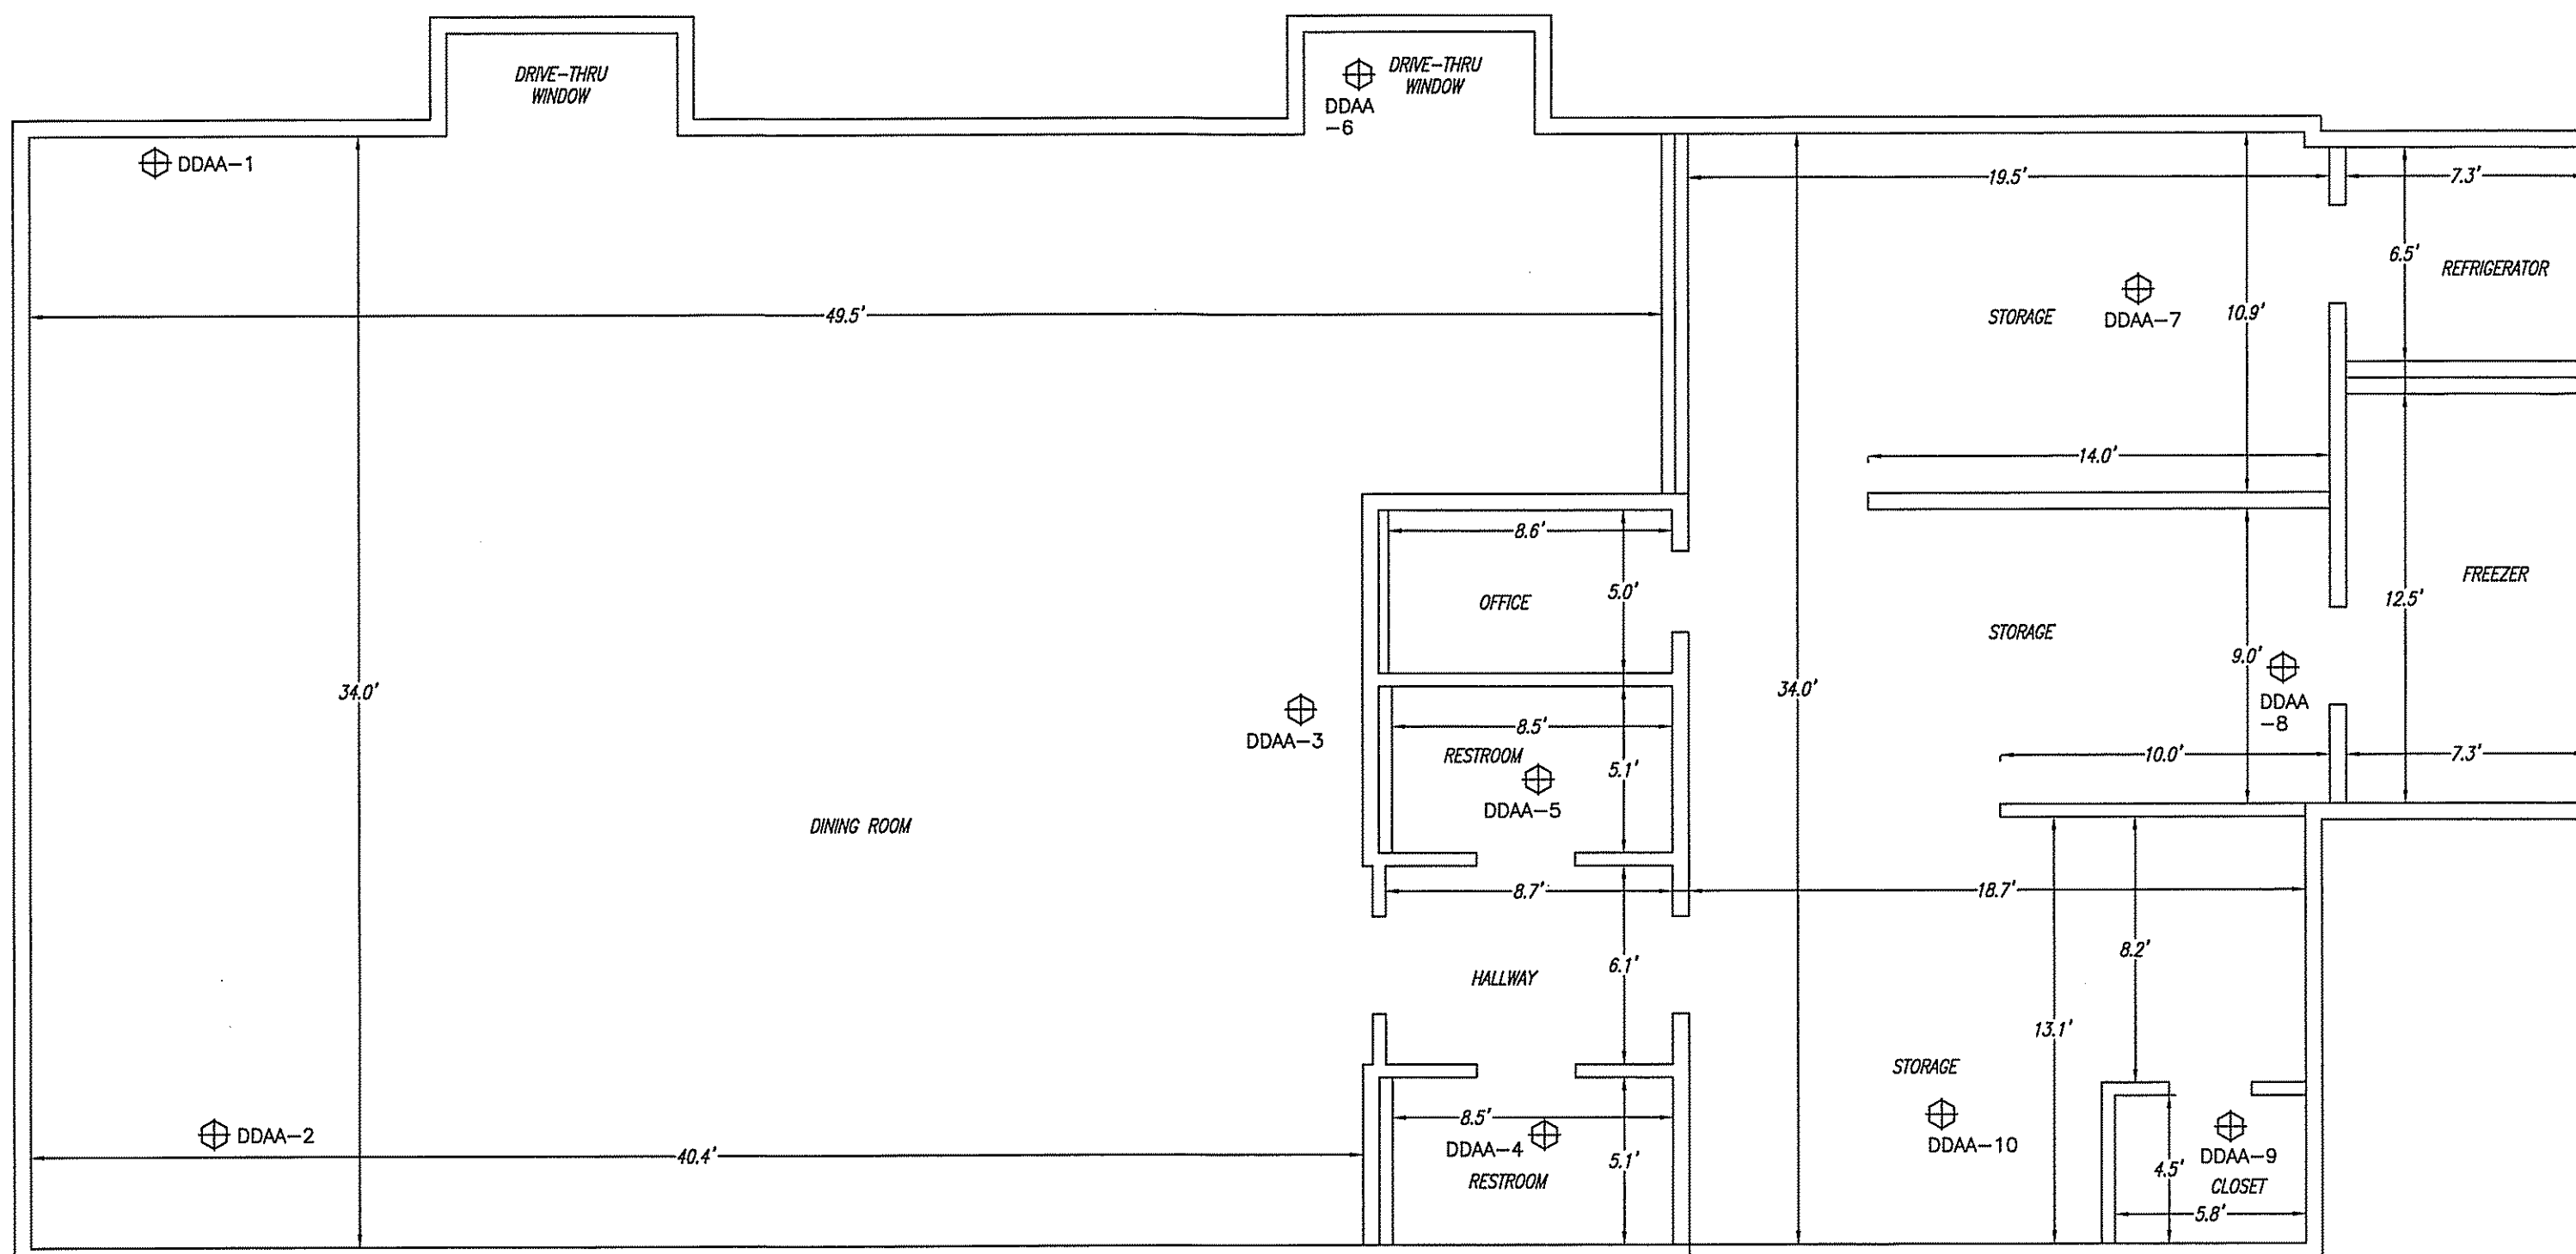 DRIVE-THRU
WINDOW
DRIVE-THRU
WINDOW
DDAA
-6
DDAA-1
19.5'
7.3'
6.5'
REFRIGERATOR
49.5'
STORAGE
DDAA-7
10.9'
14.0'
8.6'
OFFICE
5.0'
FREEZER
12.5'
STORAGE
9.0'
34.0'
34.0'
DDAA
-8
DDAA-3
8.5'
RESTROOM
5.1'
DDAA-5
10.0'
7.3'
DINING ROOM
8.7'
18.7'
8.2'
HALLWAY
6.1'
13.1'
STORAGE
DDAA-10
DDAA-2
40.4'
8.5'
DDAA-4
5.1'
RESTROOM
4.5'
DDAA-9
CLOSET
5.8'